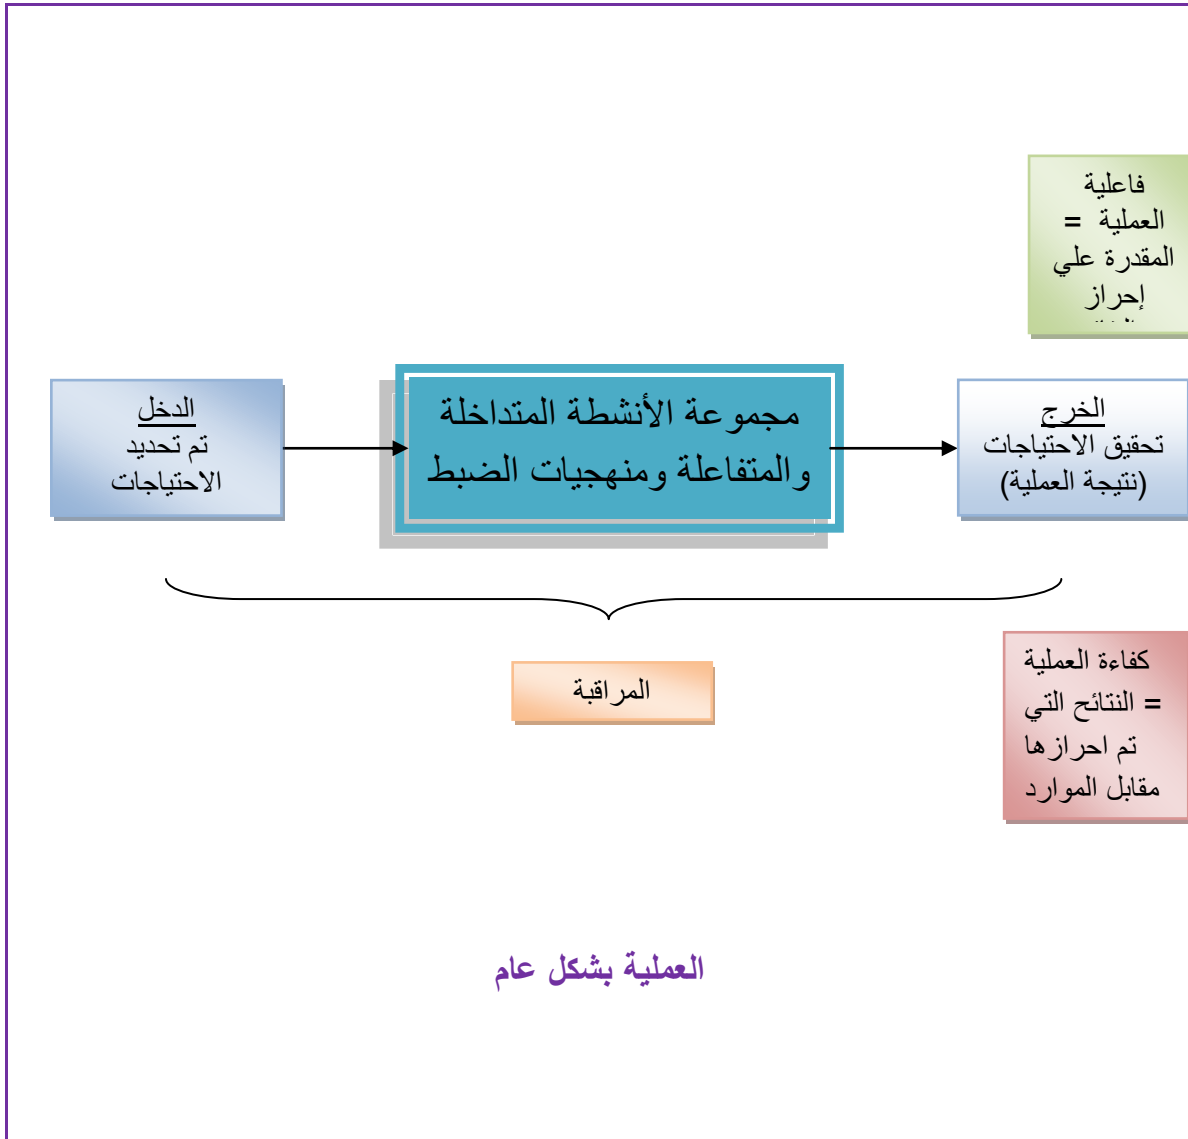 فاعلية
العملية =
المقدرة علي
إحراز
الدخل
تم تحديد
الاحتياجات
مجموعة الأنشطة المتداخلة
والمتفاعلة ومنهجيات الضبط
الخرج
تحقيق الاحتياجات
(نتيجة العملية)
المراقبة
كفاءة العملية
= النتائج التي
تم احرازها
مقابل الموارد
العملية بشكل عام